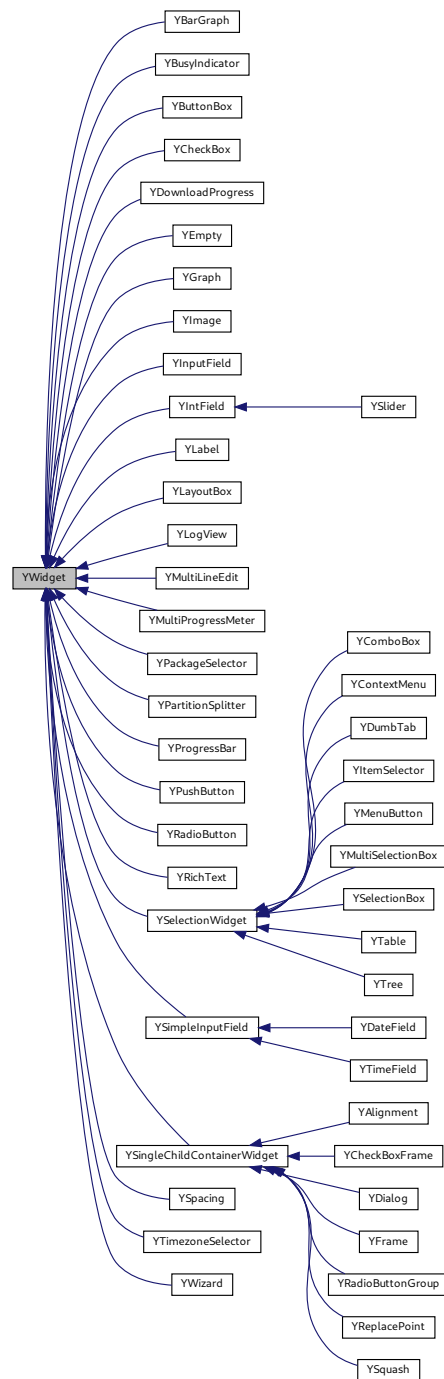 YBarGraph
YBusyIndicator
YButtonBox
YCheckBox
YDownloadProgress
YEmpty
YGraph
YImage
YInputField
YIntField
YSlider
YLabel
YLayoutBox
YLogView
YWidget
YMultiLineEdit
YMultiProgressMeter
YComboBox
YPackageSelector
YContextMenu
YPartitionSplitter
YDumbTab
YProgressBar
YItemSelector
YPushButton
YMenuButton
YRadioButton
YMultiSelectionBox
YRichText
YSelectionBox
YSelectionWidget
YTable
YTree
YSimpleInputField
YDateField
YTimeField
YAlignment
YSingleChildContainerWidget
YCheckBoxFrame
YSpacing
YDialog
YTimezoneSelector
YFrame
YWizard
YRadioButtonGroup
YReplacePoint
YSquash